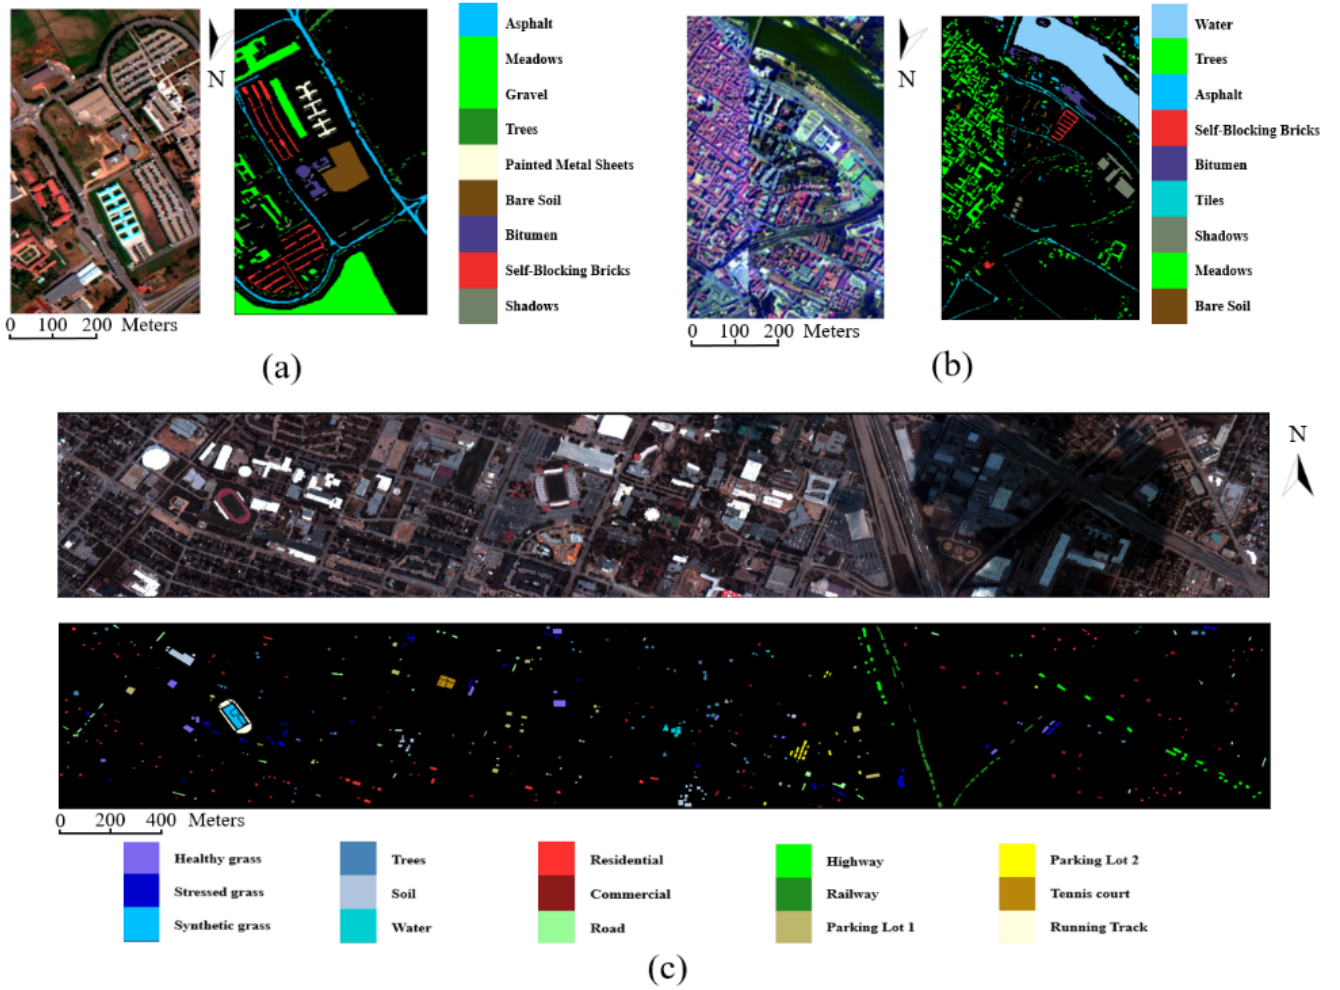 N
Asphalt
Meadows
Gravel
Trees
Painted Metal Sheets
Bare Soil
Bitumen
Self-Blocking Bricks
Shadows
0 100 200 Meters
(a)
N
Water
Trees
Asphalt
Self-Blocking Bricks
Bitumen
Tiles
Shadows
Meadows
Bare Soil
0 100 200 Meters
(b)
N
0 200 400 Meters
Healthy grass
Stressed grass
Synthetic grass
Trees
Soil
Water
Residential
Commercial
Road
Highway
Railway
Parking Lot 1
Parking Lot 2
Tennis court
Running Track
(c)